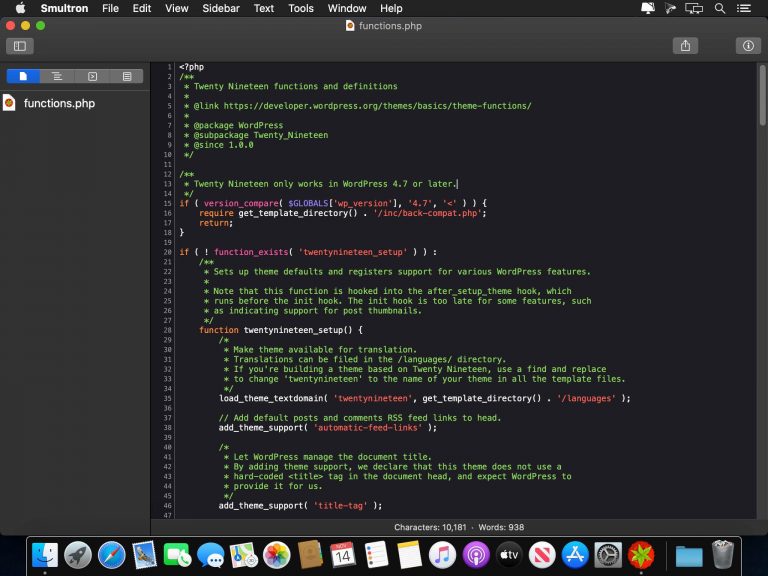 Smultron File Edit View Sidebar Text Tools Window Help
functions.php
functions.php
1 <?php
2 /**
3 * Twenty Nineteen functions and definitions
4 *
5 * @link https://developer.wordpress.org/themes/basics/theme-functions/
6 *
7 * @package WordPress
8 * @subpackage Twenty_Nineteen
9 * @since 1.0.0
10 */
11
12 /**
13 * Twenty Nineteen only works in WordPress 4.7 or later.
14 */
15 if ( version_compare( $GLOBALS['wp_version'], '4.7', '<' ) ) {
16 require get_template_directory() . '/inc/back-compat.php';
17 return;
18 }
19
20 if ( ! function_exists( 'twentynineteen_setup' ) ) :
21 /**
22 * Sets up theme defaults and registers support for various WordPress features.
23 *
24 * Note that this function is hooked into the after_setup_theme hook, which
25 * runs before the init hook. The init hook is too late for some features, such
26 * as indicating support for post thumbnails.
27 */
28 function twentynineteen_setup() {
29 /*
30 * Make theme available for translation.
31 * Translations can be filed in the /languages/ directory.
32 * If you're building a theme based on Twenty Nineteen, use a find and replace
33 * to change 'twentynineteen' to the name of your theme in all the template files.
34 */
35 load_theme_textdomain( 'twentynineteen', get_template_directory() . '/languages' );
36
37 // Add default posts and comments RSS feed links to head.
38 add_theme_support( 'automatic-feed-links' );
39
40 /*
41 * Let WordPress manage the document title.
42 * By adding theme support, we declare that this theme does not use a
43 * hard-coded <title> tag in the document head, and expect WordPress to
44 * provide it for us.
45 */
46 add_theme_support( 'title-tag' );
47
Characters: 10,181 · Words: 938
14
tv